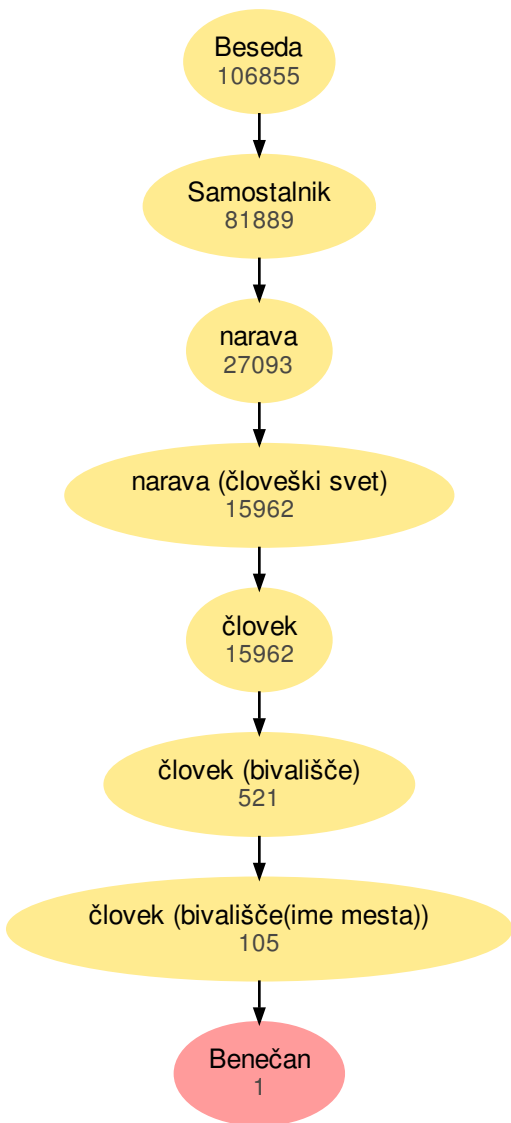 Beseda
106855
Samostalnik
81889
narava
27093
narava (človeški svet)
15962
človek
15962
človek (bivališče)
521
človek (bivališče(ime mesta))
105
Benečan
1